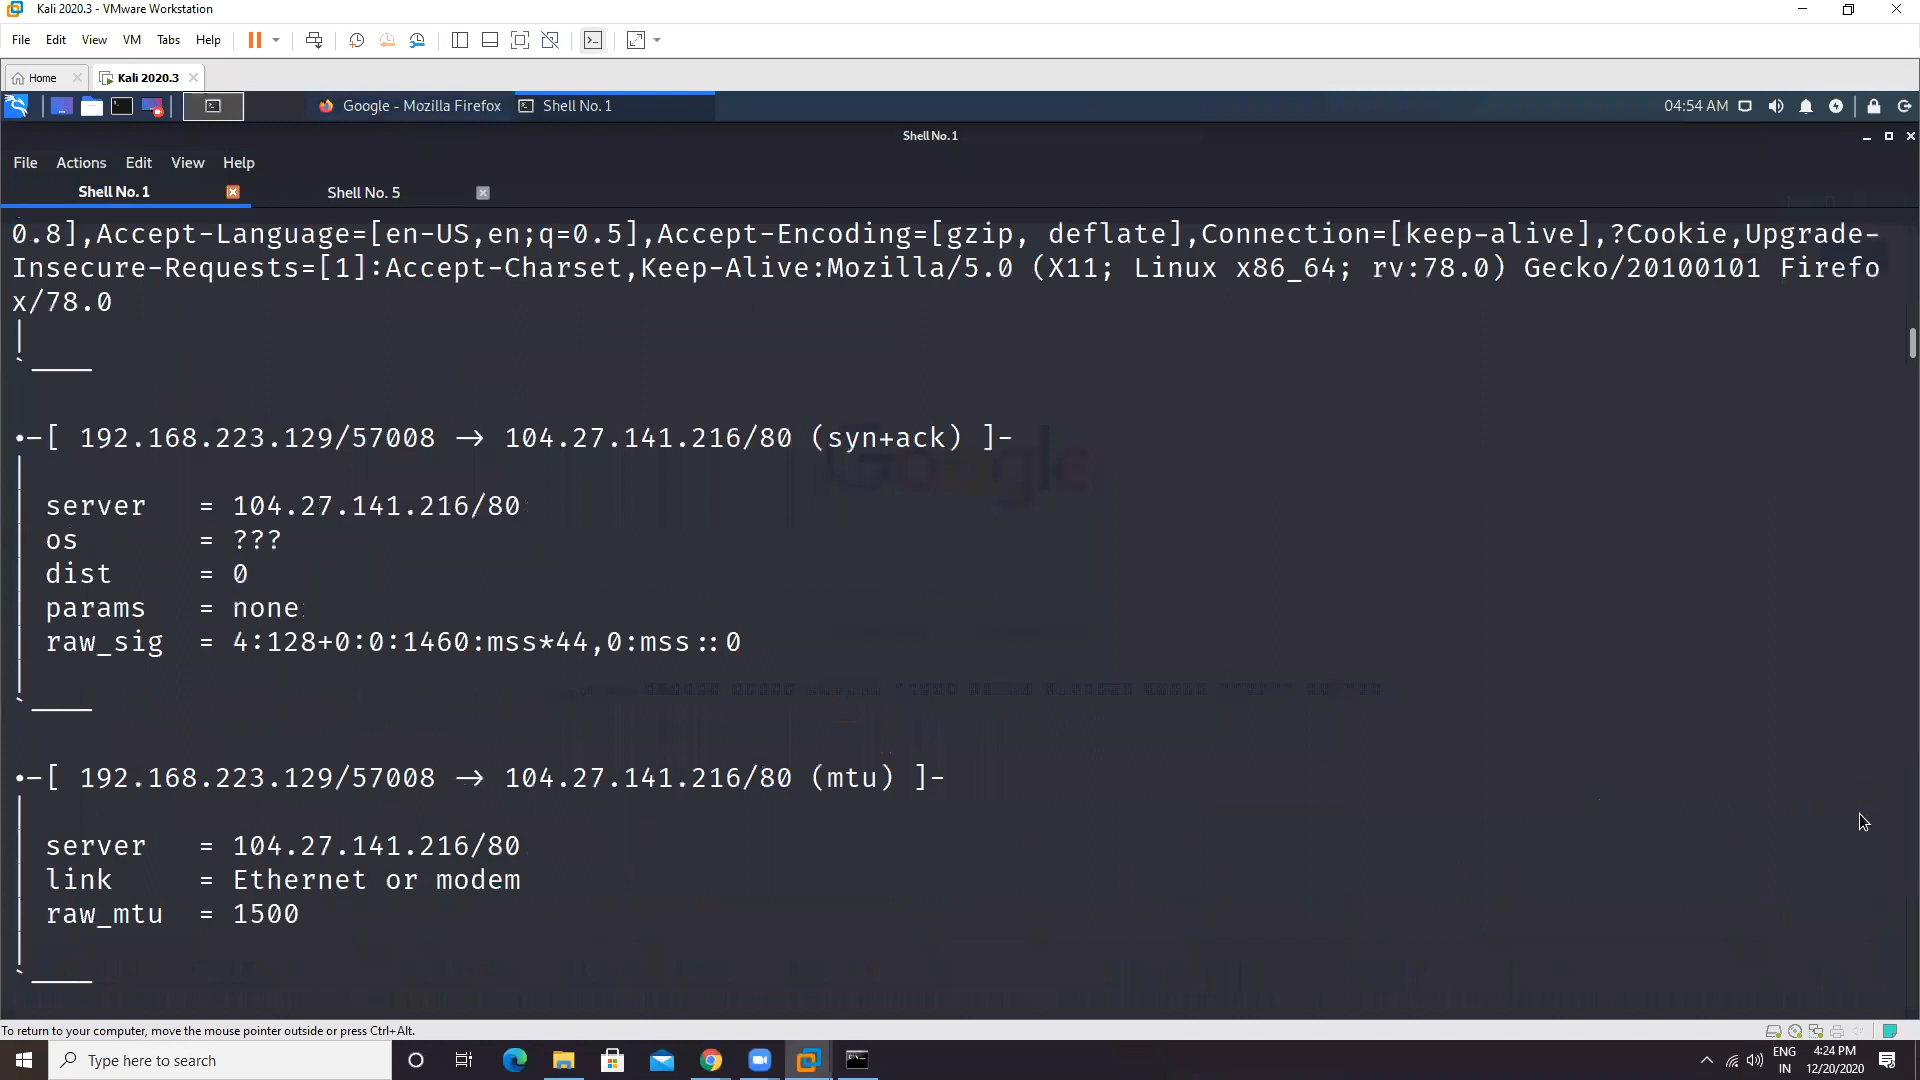 Kali 2020.3 - VMware Workstation
File Edit View VM Tabs Help
Home Kali 2020.3
Google - Mozilla Firefox Shell No. 1 04:54 AM
Shell No. 1
File Actions Edit View Help
Shell No. 1 Shell No. 5
0.8],Accept-Language=[en-US,en;q=0.5],Accept-Encoding=[gzip, deflate],Connection=[keep-alive],?Cookie,Upgrade-
Insecure-Requests=[1]:Accept-Charset,Keep-Alive:Mozilla/5.0 (X11; Linux x86_64; rv:78.0) Gecko/20100101 Firefo
x/78.0
|
`____
•-[ 192.168.223.129/57008 → 104.27.141.216/80 (syn+ack) ]-
|
| server = 104.27.141.216/80
| os = ???
| dist = 0
| params = none
| raw_sig = 4:128+0:0:1460:mss*44,0:mss::0
|
`____
•-[ 192.168.223.129/57008 → 104.27.141.216/80 (mtu) ]-
|
| server = 104.27.141.216/80
| link = Ethernet or modem
| raw_mtu = 1500
|
`____
To return to your computer, move the mouse pointer outside or press Ctrl+Alt.
Type here to search
ENG
IN
4:24 PM
12/20/2020